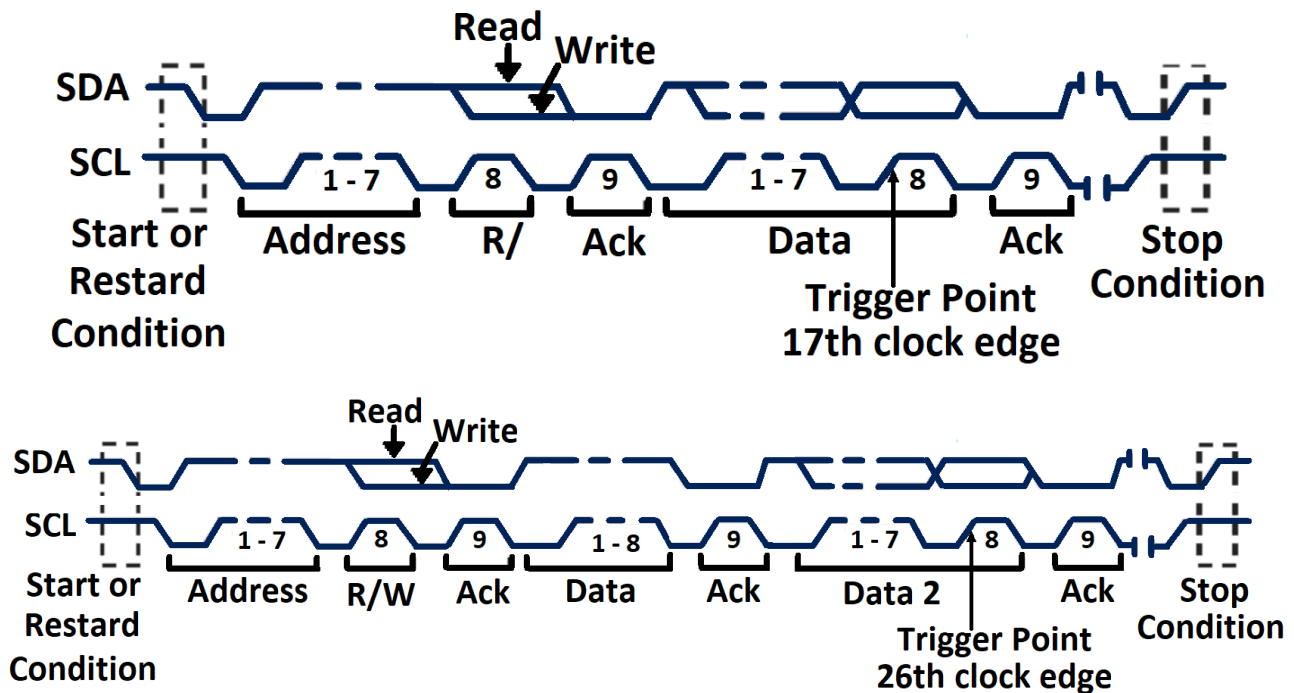 Read
Write
SDA
SCL
1 - 7
8
9
1 - 7
8
9
Start or
Restard
Condition
Address
R/
Ack
Data
Ack
Stop
Condition
Trigger Point
17th clock edge
Read
Write
SDA
SCL
1 - 7
8
9
1 - 8
9
1 - 7
8
9
Start or
Restard
Condition
Address
R/W
Ack
Data
Ack
Data 2
Ack
Stop
Condition
Trigger Point
26th clock edge